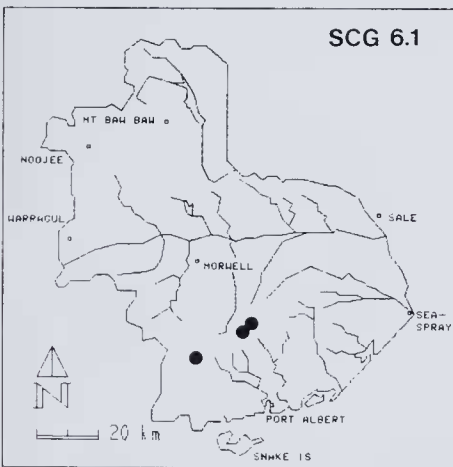 SCG 6.1
MT BAW BAW
NOOJEE
WARRAGUL
SALE
MORWELL
SEA-
SPRAY
N
PORT ALBERT
20 km
SNAKE IS